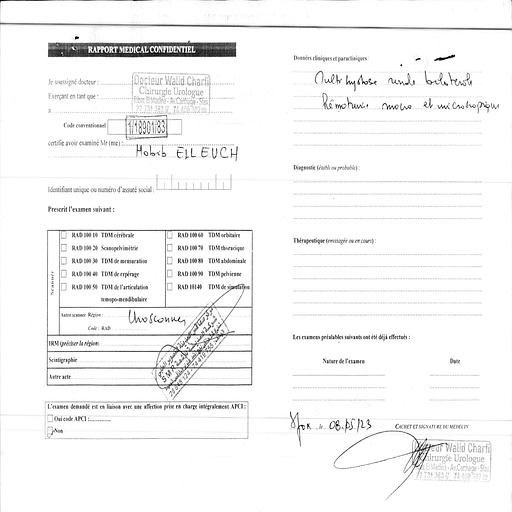 RAPPORT MEDICAL CONFIDENTIEL
Je soussigné docteur :
Docteur Walid Charfi
Chirurgie Urologue
Exerçant en tant que :
à
Code conventionnel
1/18901/83
certifie avoir examiné Mr (me) :
Habib ELLEUCH
Identifiant unique ou numéro d'assuré social :
Prescrit l'examen suivant :
Scanner
RAD 100 10 TDM cérébrale
RAD 100 20 Scanopelvimétrie
RAD 100 30 TDM de mensuration
RAD 100 40 TDM de repérage
RAD 100 50 TDM de l'articulation
temopo-mendibulaire
RAD 100 60 TDM orbitaire
RAD 100 70 TDM thoracique
RAD 100 80 TDM abdominale
RAD 100 90 TDM pelvienne
RAD 10140 TDM de simulation
Autre scanner Région : Uroscanner
Code : RAD
IRM (préciser la région)
Scintigraphie
Autre acte
L'examen demandé est en liaison avec une affection prise en charge intégralement APCI :
Oui code APCI :
Non
Données cliniques et paracliniques :
Multikystose rénale bilatérale
Hématurie macro et microscopique
Diagnostic (établi ou probable) :
Thérapeutique (envisagée ou en cours) :
Les examens préalables suivants ont été déjà effectués :
Nature de l'examen
Date
Sfax le 08/05/23
CACHET ET SIGNATURE DU MEDECIN
Docteur Walid Charfi
Chirurgie Urologue